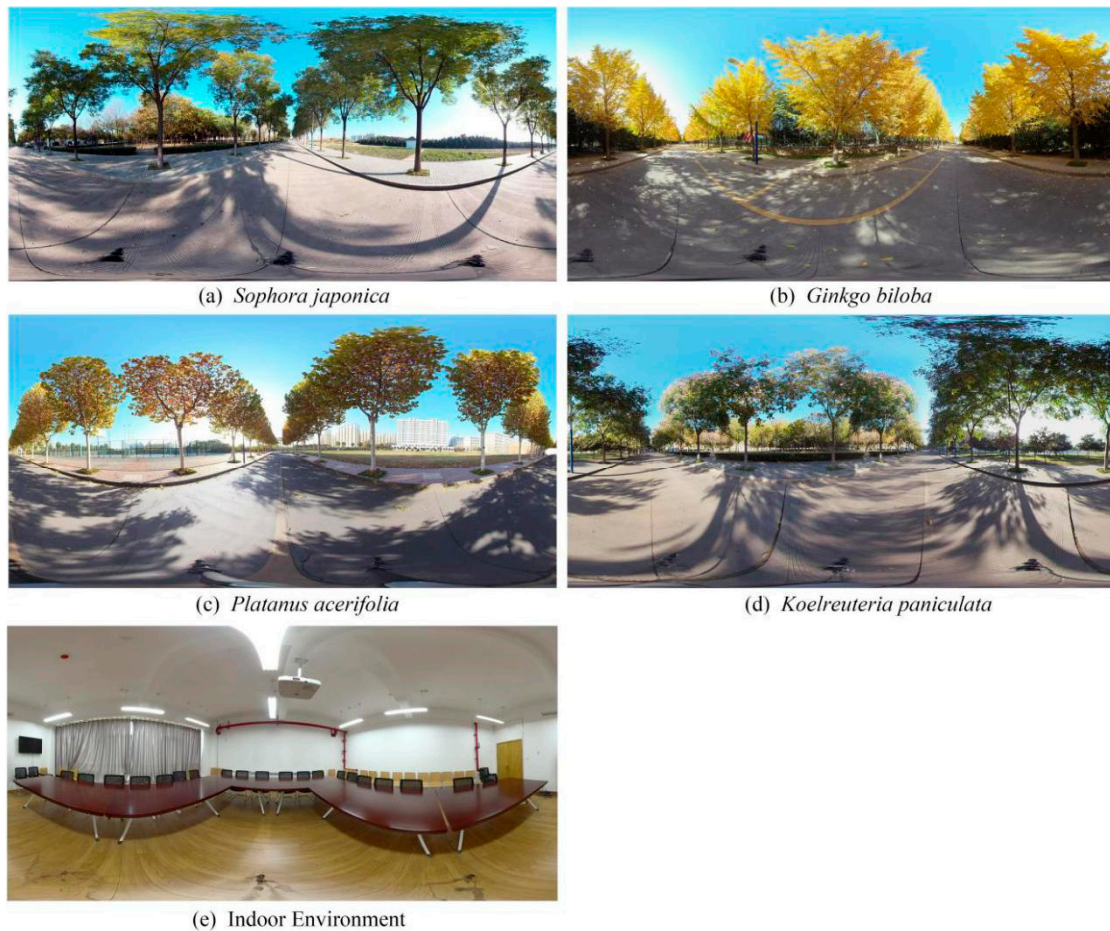 (a) Sophora japonica
(b) Ginkgo biloba
(c) Platanus acerifolia
(d) Koelreuteria paniculata
(e) Indoor Environment